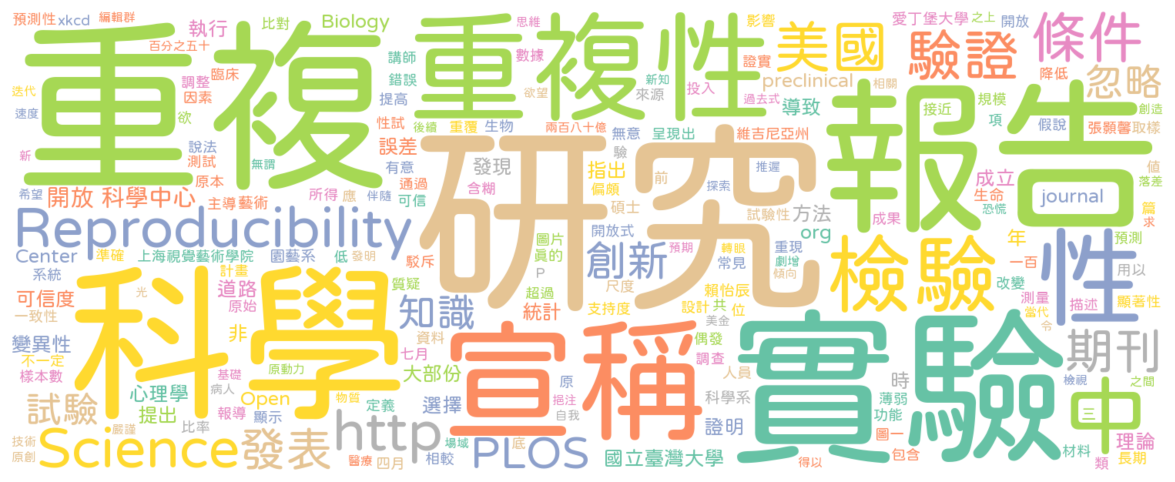 重複
重複性
報告
研究
科學
宣稱
實驗
性
中
檢驗
美國
驗證
條件
忽略
期刊
創新
知識
Reproducibility
Science
發表
http
PLOS
試驗
預測性
xkcd
編輯群
執行
比對
Biology
百分之五十
講師
數據
思維
影響
愛丁堡大學
之上
開放
證實
preclinical
相關
降低
迭代
調整
臨床
錯誤
欲望
來源
新知
投入
因素
提高
過去式
導致
接近
規模
創造
速度
欲
性試
後續
重覆
生物
兩百八十億
無意
呈現出
維吉尼亞州
項
假說
張顥馨
取樣
新
說法
測試
無謂
誤差
有意
發現
驗
指出
推遲
成立
值
落差
希望
開放
科學中心
原本
主導藝術
所得
應
伴隨
通過
可信
含糊
偏頗
前
探索
碩士
試驗性
方法
成果
生命
恐慌
journal
篇
求
Center
準確
上海視覺藝術學院
園藝系
低
發明
駁斥
圖片
真的
P
開放式
預期
轉眼
重現
常見
劇增
傾向
org
年
一百
預測
用以
系統
計畫
質疑
超過
尺度
改變
可信度
道路
原始
統計
支持度
設計
賴怡辰
共
位
測量
當代
令
描述
顯著性
一致性
光
變異性
非
資料
美金
偶發
不一定
樣本數
基礎
病人
原動力
七月
大部份
調查
人員
時
薄弱
檢視
之間
三
心理學
提出
報導
Open
物質
顯示
定義
選擇
原
挹注
自我
科學系
功能
證明
圖一
理論
技術
原創
嚴謹
比率
醫療
四月
場域
相較
底
國立臺灣大學
得以
包含
材料
類
長期